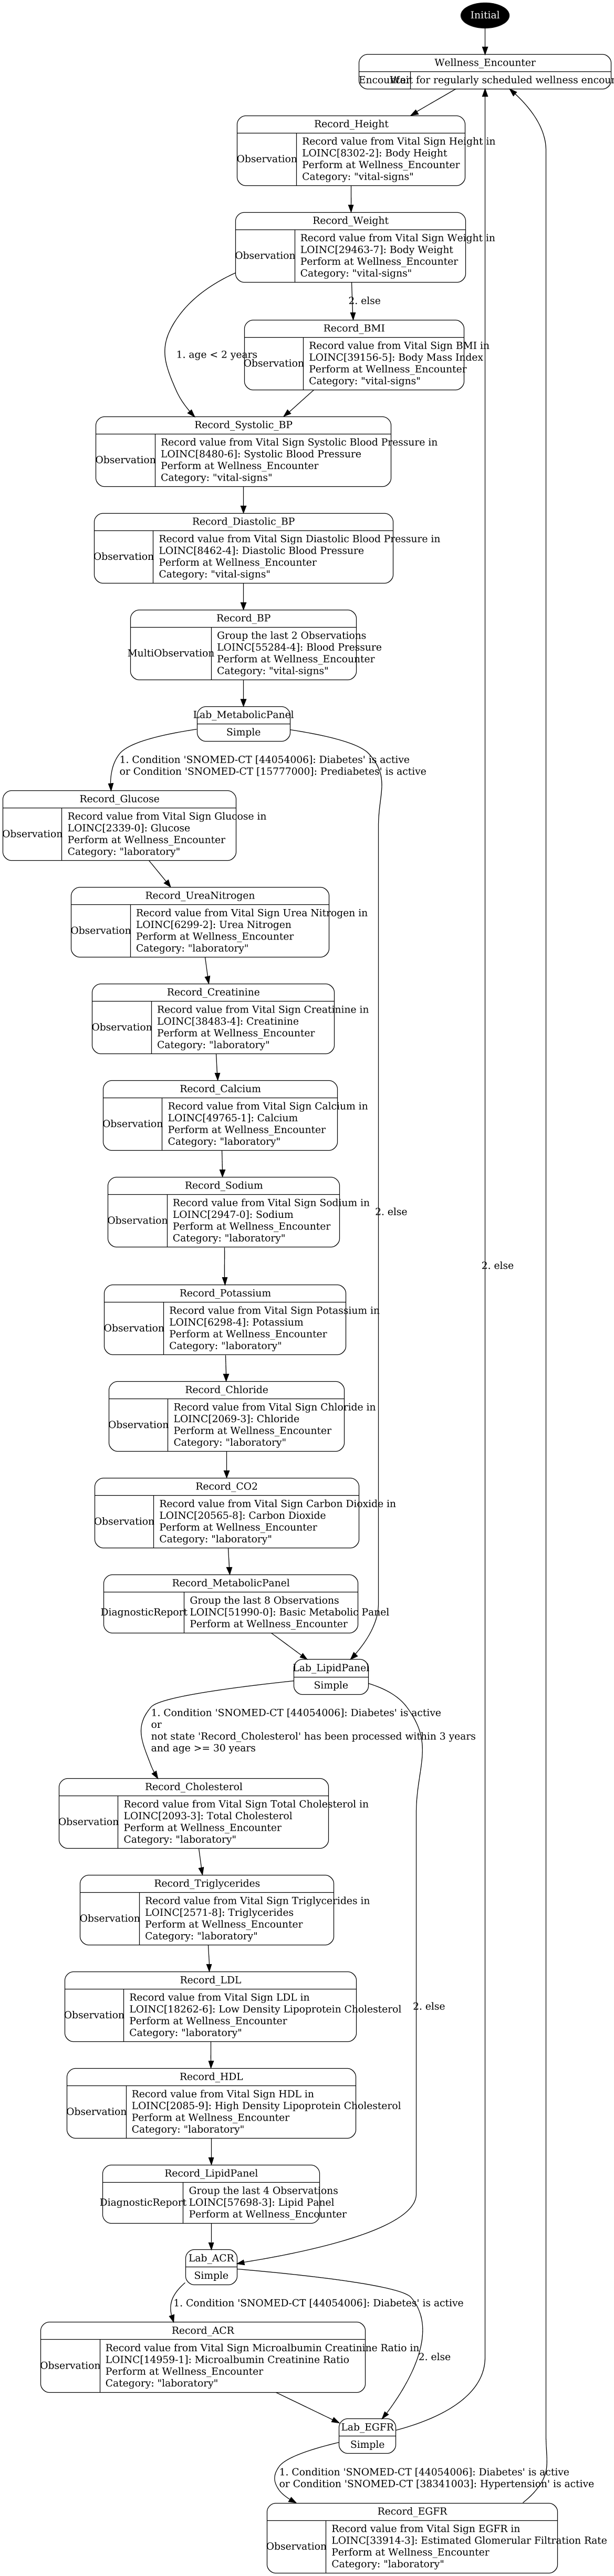 Initial
Wellness_Encounter
Encounter
Wait for regularly scheduled wellness encou
Record_Height
Observation
Record value from Vital Sign Height in
LOINC[8302-2]: Body Height
Perform at Wellness_Encounter
Category: "vital-signs"
Record_Weight
Observation
Record value from Vital Sign Weight in
LOINC[29463-7]: Body Weight
Perform at Wellness_Encounter
Category: "vital-signs"
2. else
1. age < 2 years
Record_BMI
Observation
Record value from Vital Sign BMI in
LOINC[39156-5]: Body Mass Index
Perform at Wellness_Encounter
Category: "vital-signs"
Record_Systolic_BP
Observation
Record value from Vital Sign Systolic Blood Pressure in
LOINC[8480-6]: Systolic Blood Pressure
Perform at Wellness_Encounter
Category: "vital-signs"
Record_Diastolic_BP
Observation
Record value from Vital Sign Diastolic Blood Pressure in
LOINC[8462-4]: Diastolic Blood Pressure
Perform at Wellness_Encounter
Category: "vital-signs"
Record_BP
MultiObservation
Group the last 2 Observations
LOINC[55284-4]: Blood Pressure
Perform at Wellness_Encounter
Category: "vital-signs"
Lab_MetabolicPanel
Simple
1. Condition 'SNOMED-CT [44054006]: Diabetes' is active
or Condition 'SNOMED-CT [15777000]: Prediabetes' is active
Record_Glucose
Observation
Record value from Vital Sign Glucose in
LOINC[2339-0]: Glucose
Perform at Wellness_Encounter
Category: "laboratory"
Record_UreaNitrogen
Observation
Record value from Vital Sign Urea Nitrogen in
LOINC[6299-2]: Urea Nitrogen
Perform at Wellness_Encounter
Category: "laboratory"
Record_Creatinine
Observation
Record value from Vital Sign Creatinine in
LOINC[38483-4]: Creatinine
Perform at Wellness_Encounter
Category: "laboratory"
Record_Calcium
Observation
Record value from Vital Sign Calcium in
LOINC[49765-1]: Calcium
Perform at Wellness_Encounter
Category: "laboratory"
Record_Sodium
Observation
Record value from Vital Sign Sodium in
LOINC[2947-0]: Sodium
Perform at Wellness_Encounter
Category: "laboratory"
2. else
2. else
Record_Potassium
Observation
Record value from Vital Sign Potassium in
LOINC[6298-4]: Potassium
Perform at Wellness_Encounter
Category: "laboratory"
Record_Chloride
Observation
Record value from Vital Sign Chloride in
LOINC[2069-3]: Chloride
Perform at Wellness_Encounter
Category: "laboratory"
Record_CO2
Observation
Record value from Vital Sign Carbon Dioxide in
LOINC[20565-8]: Carbon Dioxide
Perform at Wellness_Encounter
Category: "laboratory"
Record_MetabolicPanel
DiagnosticReport
Group the last 8 Observations
LOINC[51990-0]: Basic Metabolic Panel
Perform at Wellness_Encounter
Lab_LipidPanel
Simple
1. Condition 'SNOMED-CT [44054006]: Diabetes' is active
or
not state 'Record_Cholesterol' has been processed within 3 years
and age >= 30 years
Record_Cholesterol
Observation
Record value from Vital Sign Total Cholesterol in
LOINC[2093-3]: Total Cholesterol
Perform at Wellness_Encounter
Category: "laboratory"
Record_Triglycerides
Observation
Record value from Vital Sign Triglycerides in
LOINC[2571-8]: Triglycerides
Perform at Wellness_Encounter
Category: "laboratory"
Record_LDL
Observation
Record value from Vital Sign LDL in
LOINC[18262-6]: Low Density Lipoprotein Cholesterol
Perform at Wellness_Encounter
Category: "laboratory"
2. else
Record_HDL
Observation
Record value from Vital Sign HDL in
LOINC[2085-9]: High Density Lipoprotein Cholesterol
Perform at Wellness_Encounter
Category: "laboratory"
Record_LipidPanel
DiagnosticReport
Group the last 4 Observations
LOINC[57698-3]: Lipid Panel
Perform at Wellness_Encounter
Lab_ACR
Simple
1. Condition 'SNOMED-CT [44054006]: Diabetes' is active
Record_ACR
Observation
Record value from Vital Sign Microalbumin Creatinine Ratio in
LOINC[14959-1]: Microalbumin Creatinine Ratio
Perform at Wellness_Encounter
Category: "laboratory"
2. else
Lab_EGFR
Simple
1. Condition 'SNOMED-CT [44054006]: Diabetes' is active
or Condition 'SNOMED-CT [38341003]: Hypertension' is active
Record_EGFR
Observation
Record value from Vital Sign EGFR in
LOINC[33914-3]: Estimated Glomerular Filtration Rate
Perform at Wellness_Encounter
Category: "laboratory"